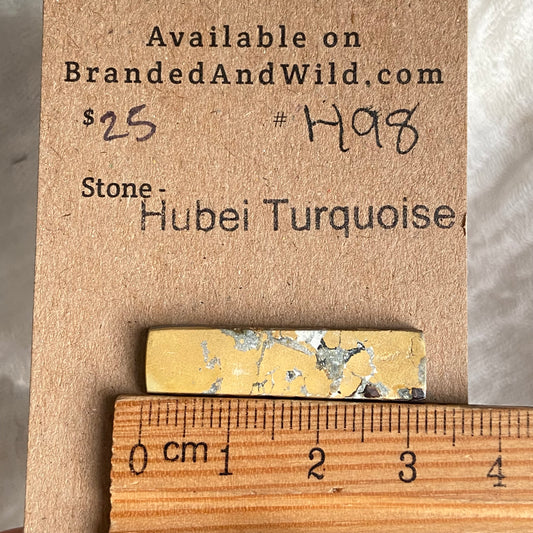 Available on
BrandedAndWild.com
$25 # H98
Stone - Hubei Turquoise
0 cm 1 2 3 4